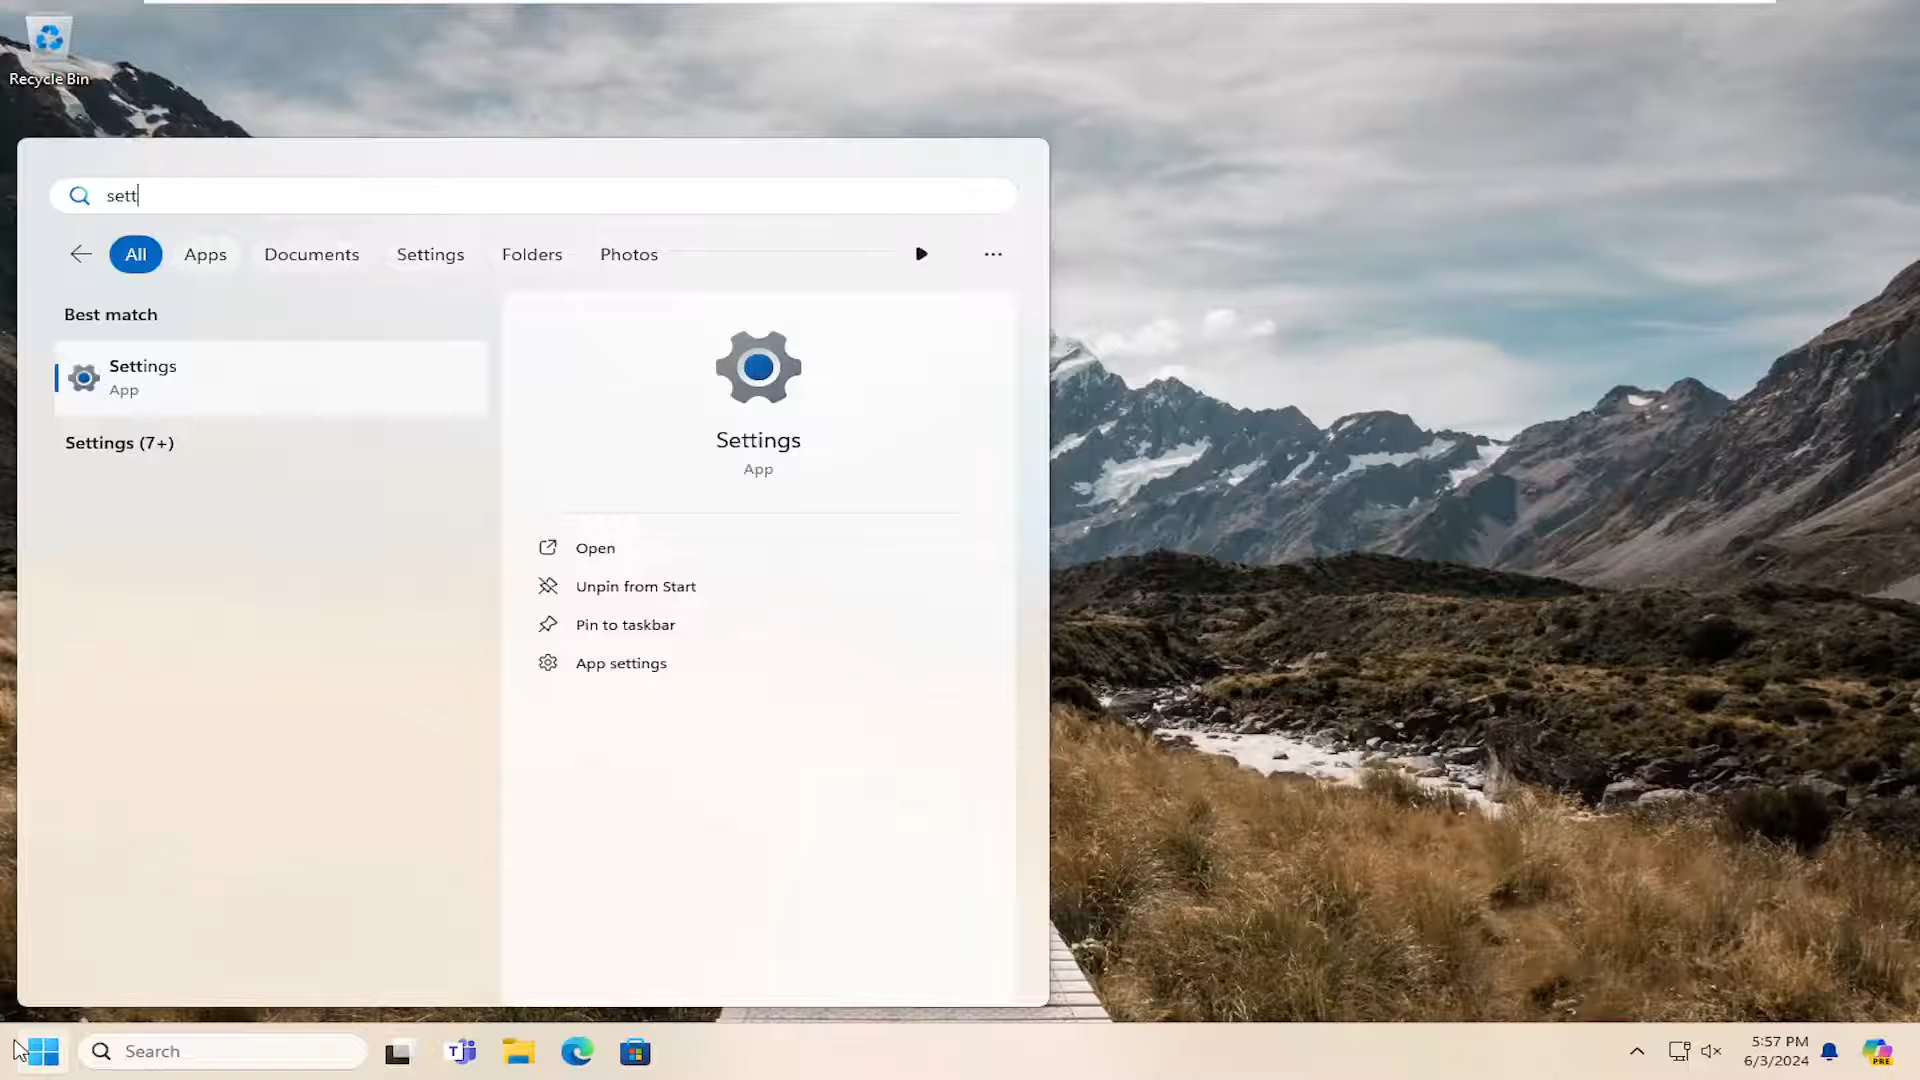 Recycle Bin
sett
All Apps Documents Settings Folders Photos
Best match
Settings
App
Settings (7+)
Settings
App
Open
Unpin from Start
Pin to taskbar
App settings
Search
T
5:57 PM
6/3/2024
PRE